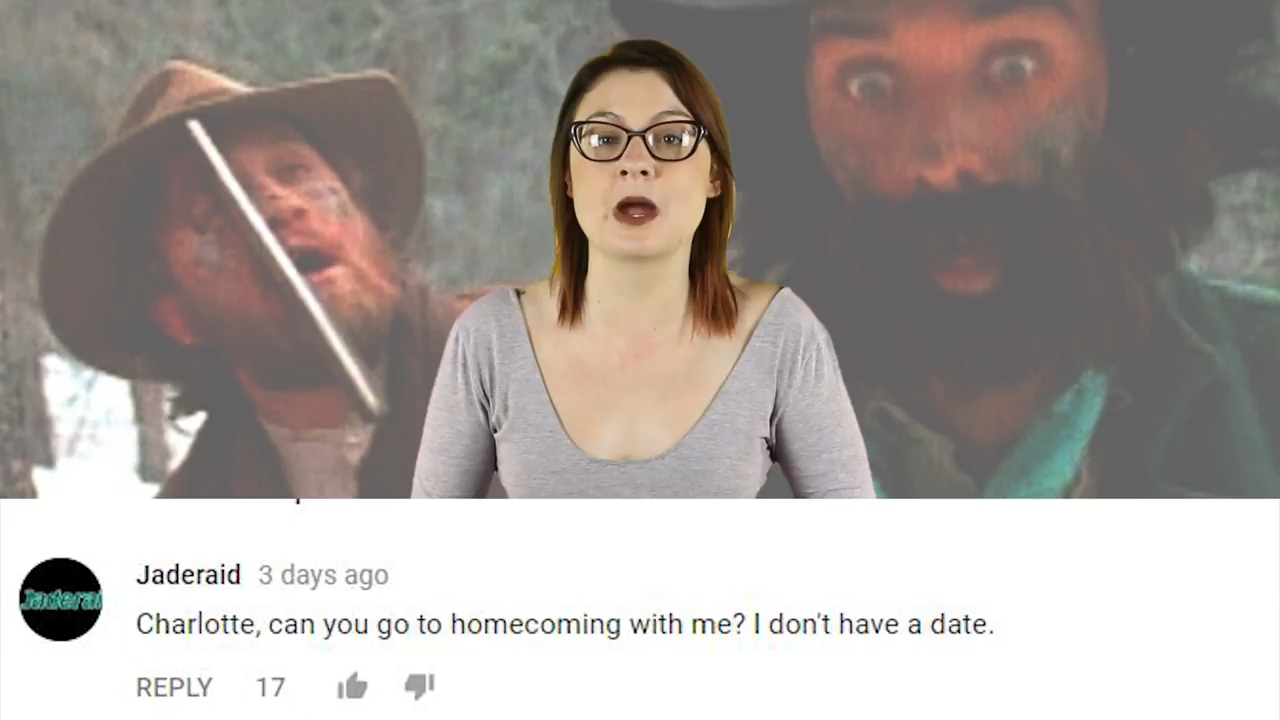 Jaderaid 3 days ago
Charlotte, can you go to homecoming with me? I don't have a date.
REPLY 17